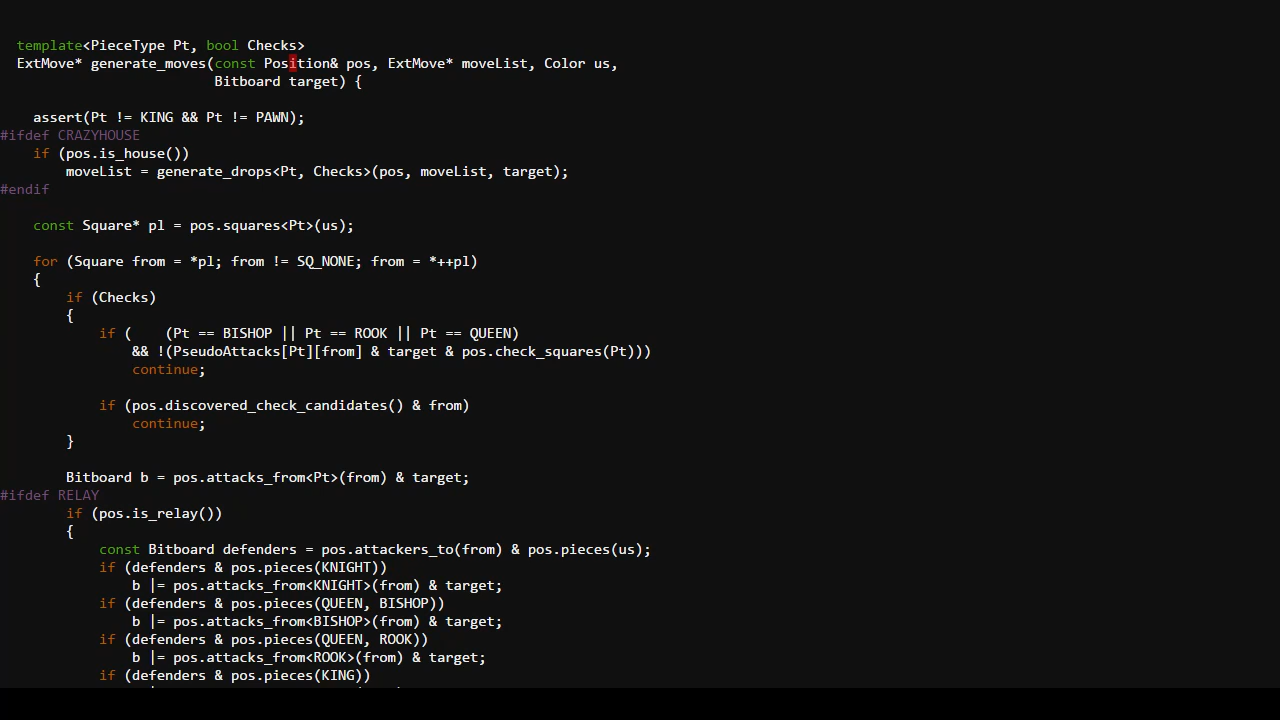 template<PieceType Pt, bool Checks>
ExtMove* generate_moves(const Position& pos, ExtMove* moveList, Color us,
Bitboard target) {
assert(Pt != KING && Pt != PAWN);
#ifdef CRAZYHOUSE
if (pos.is_house())
moveList = generate_drops<Pt, Checks>(pos, moveList, target);
#endif
const Square* pl = pos.squares<Pt>(us);
for (Square from = *pl; from != SQ_NONE; from = *++pl)
{
if (Checks)
{
if (    (Pt == BISHOP || Pt == ROOK || Pt == QUEEN)
&& !(PseudoAttacks[Pt][from] & target & pos.check_squares(Pt)))
continue;
if (pos.discovered_check_candidates() & from)
continue;
}
Bitboard b = pos.attacks_from<Pt>(from) & target;
#ifdef RELAY
if (pos.is_relay())
{
const Bitboard defenders = pos.attackers_to(from) & pos.pieces(us);
if (defenders & pos.pieces(KNIGHT))
b |= pos.attacks_from<KNIGHT>(from) & target;
if (defenders & pos.pieces(QUEEN, BISHOP))
b |= pos.attacks_from<BISHOP>(from) & target;
if (defenders & pos.pieces(QUEEN, ROOK))
b |= pos.attacks_from<ROOK>(from) & target;
if (defenders & pos.pieces(KING))